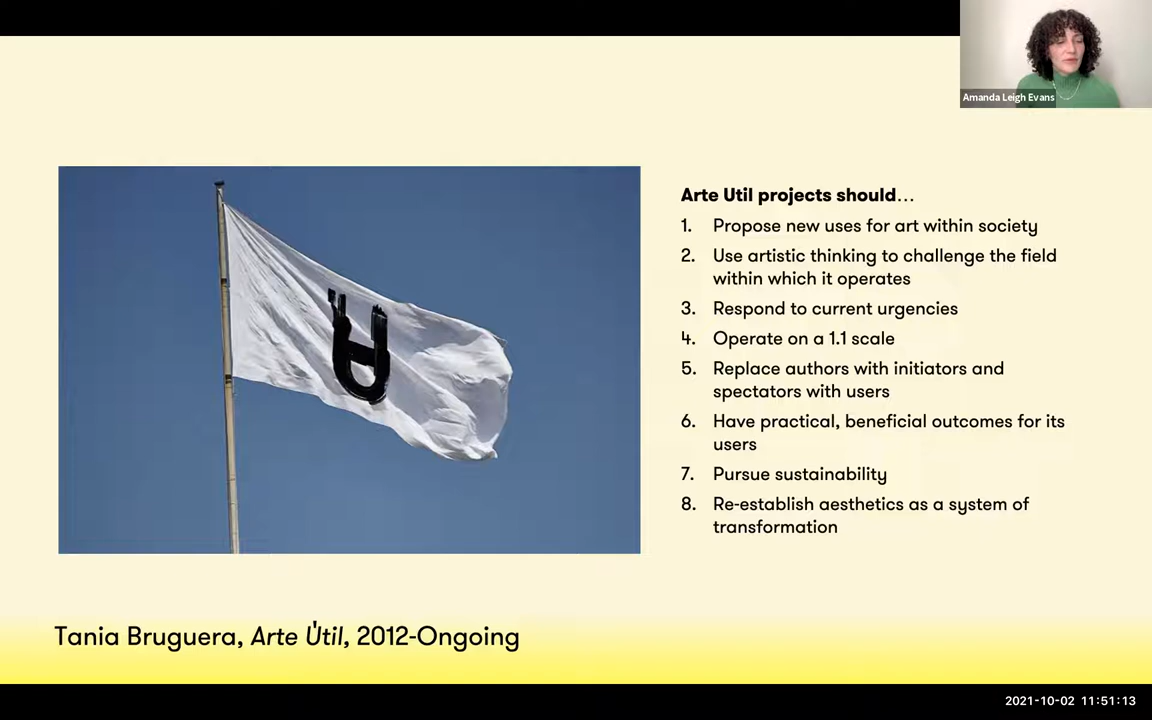 Amanda Leigh Evans
Arte Util projects should...
1. Propose new uses for art within society
2. Use artistic thinking to challenge the field
within which it operates
3. Respond to current urgencies
4. Operate on a 1.1 scale
5. Replace authors with initiators and
spectators with users
6. Have practical, beneficial outcomes for its
users
7. Pursue sustainability
8. Re-establish aesthetics as a system of
transformation
Tania Bruguera, Arte Útil, 2012-Ongoing
2021-10-02 11:51:13